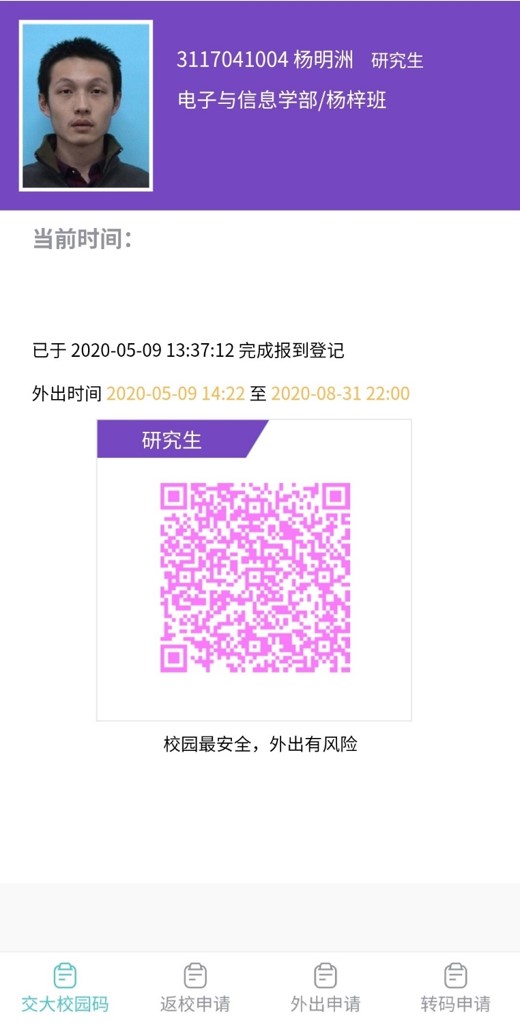 3117041004 杨明洲 研究生
电子与信息学部/杨梓班
当前时间：
已于 2020-05-09 13:37:12 完成报到登记
外出时间 2020-05-09 14:22 至 2020-08-31 22:00
研究生
校园最安全，外出有风险
交大校园码 返校申请 外出申请 转码申请